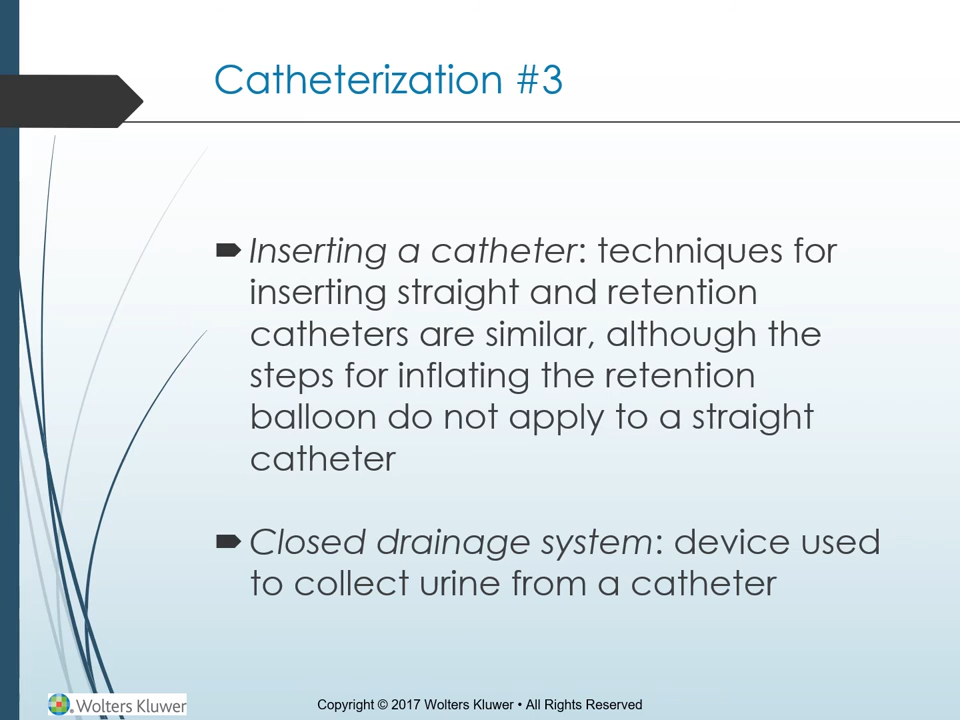 Catheterization #3
Inserting a catheter: techniques for
inserting straight and retention
catheters are similar, although the
steps for inflating the retention
balloon do not apply to a straight
catheter
Closed drainage system: device used
to collect urine from a catheter
Wolters Kluwer
Copyright © 2017 Wolters Kluwer • All Rights Reserved